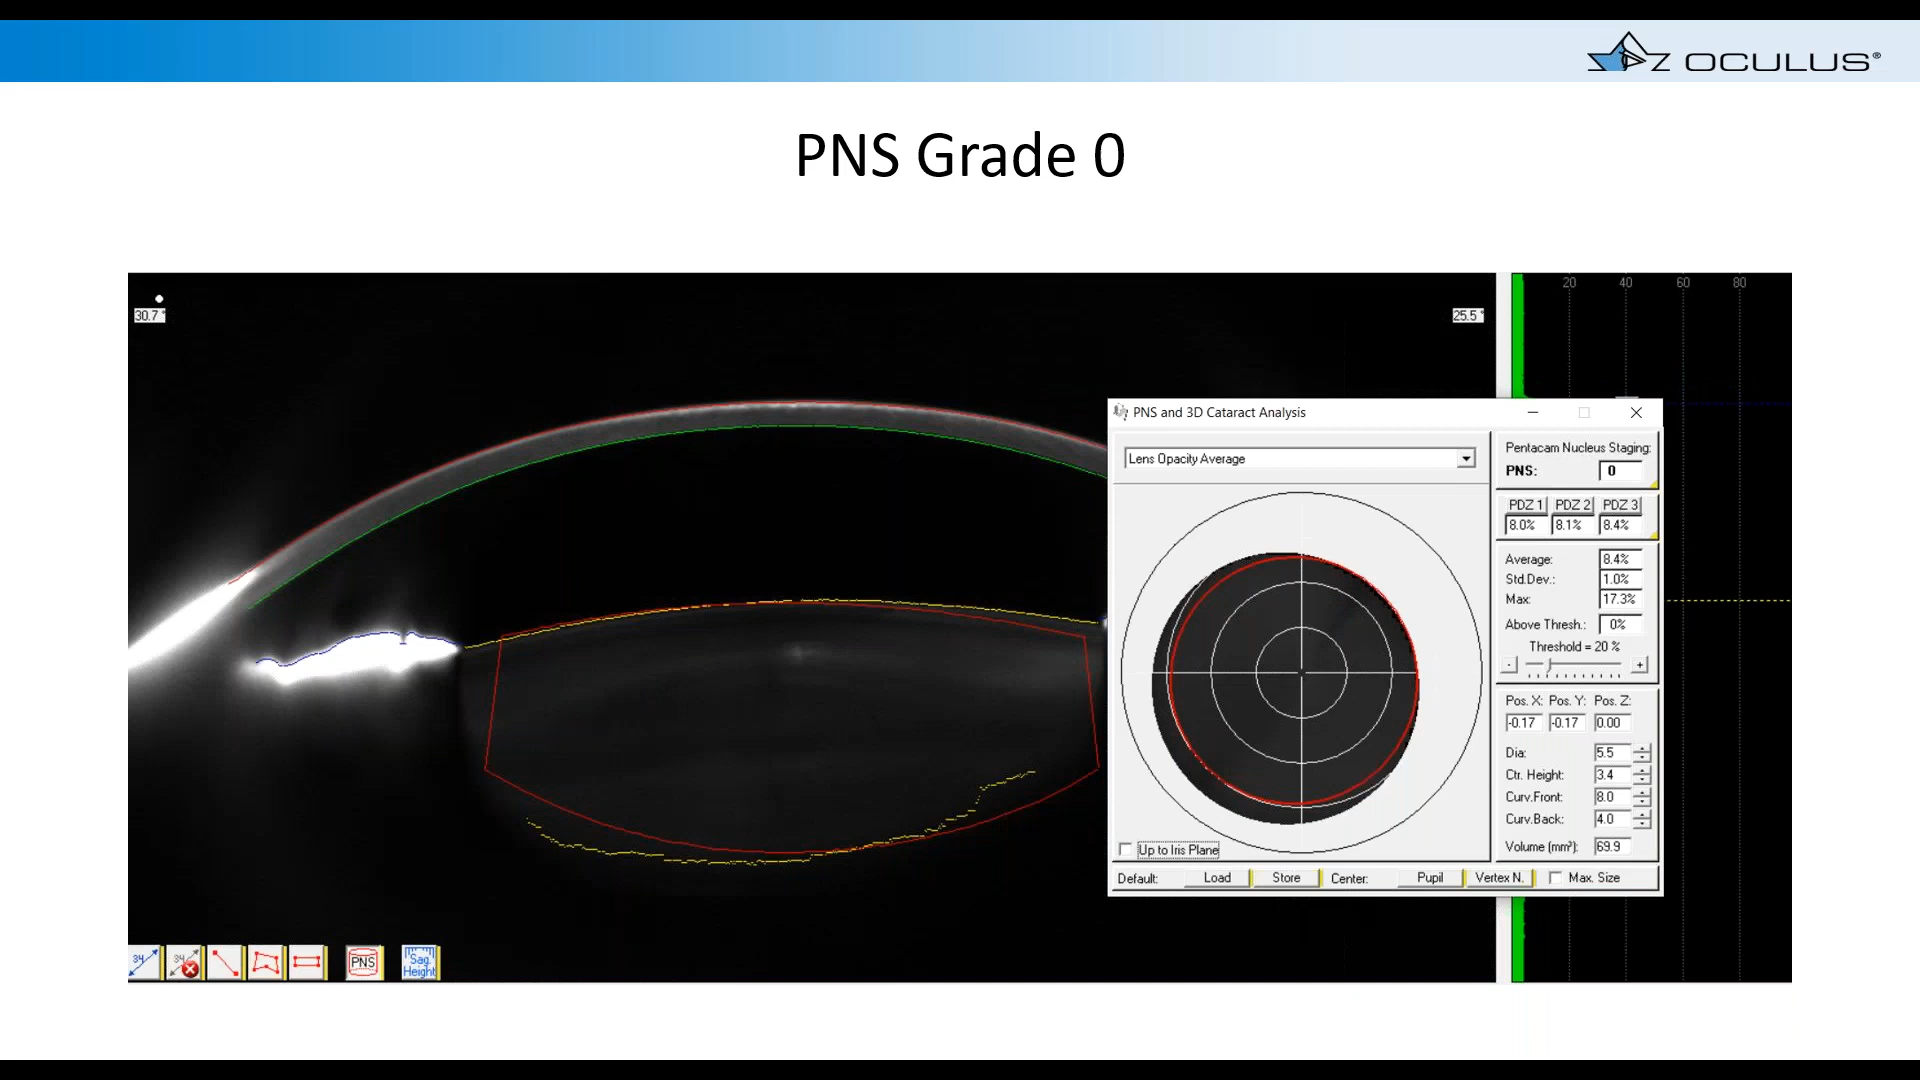 OCULUS®
PNS Grade 0
30.7 °
25.5 °
20 40 60 80
PNS and 3D Cataract Analysis
Lens Opacity Average
Pentacam Nucleus Staging:
PNS: 0
PDZ 1 PDZ 2 PDZ 3
8.0% 8.1% 8.4%
Average: 8.4%
Std.Dev.: 1.0%
Max: 17.3%
Above Thresh.: 0%
Threshold = 20 %
- +
Pos. X: Pos. Y: Pos. Z:
-0.17 -0.17 0.00
Dia: 5.5
Ctr. Height: 3.4
Curv.Front: 8.0
Curv.Back: 4.0
Volume (mm³): 69.9
Up to Iris Plane
Default: Load Store Center: Pupil Vertex N. Max. Size
34 34 PNS Sag. Height